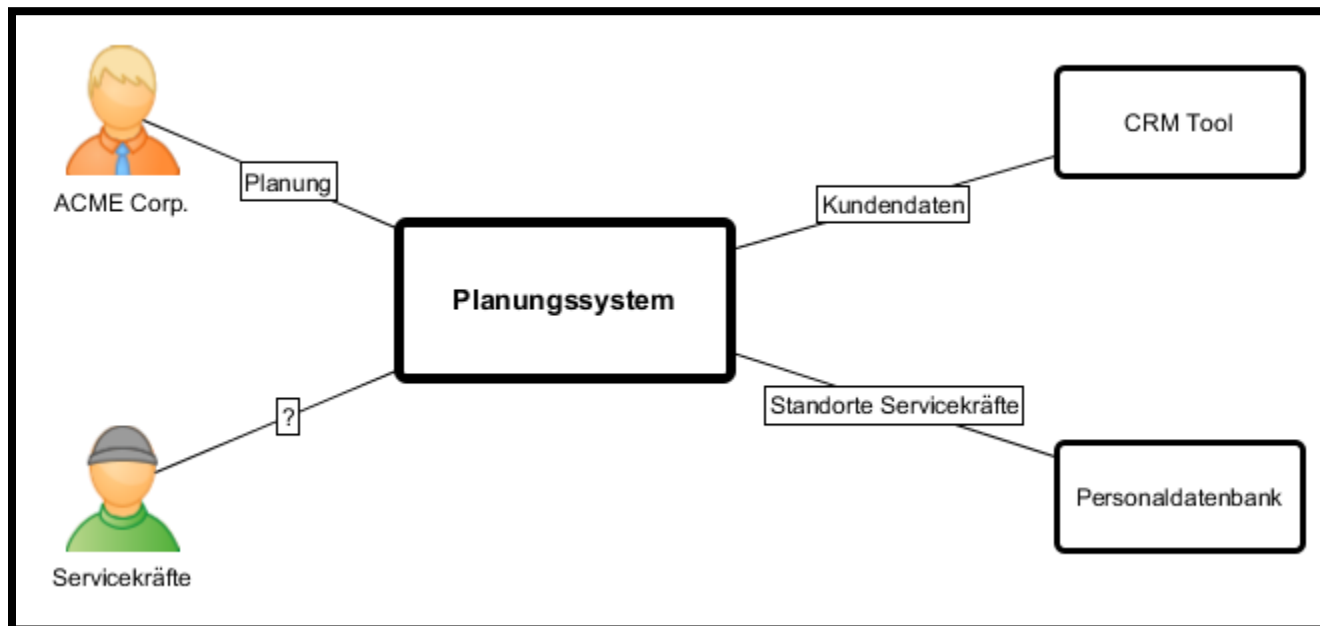 CRM Tool
Planung
ACME Corp.
Kundendaten
Planungssystem
Standorte Servicekräfte
?
Personaldatenbank
Servicekräfte